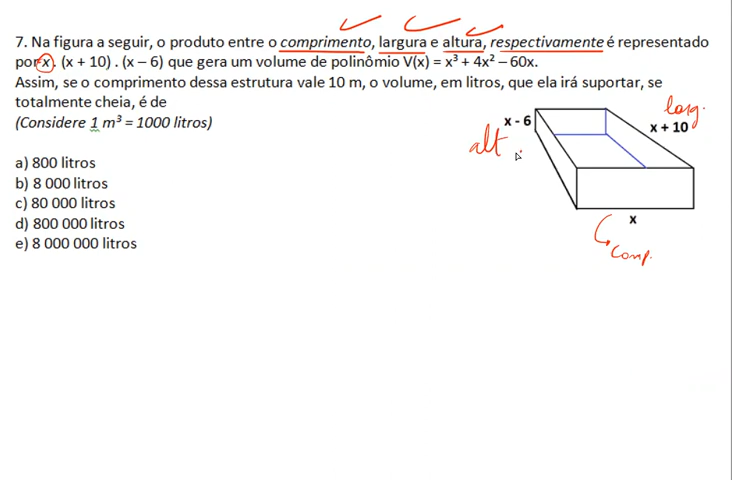 7. Na figura a seguir, o produto entre o comprimento, largura e altura, respectivamente é representado
por x. (x + 10) . (x – 6) que gera um volume de polinômio V(x) = x³ + 4x² – 60x.
Assim, se o comprimento dessa estrutura vale 10 m, o volume, em litros, que ela irá suportar, se
totalmente cheia, é de
(Considere 1 m³ = 1000 litros)
a) 800 litros
b) 8 000 litros
c) 80 000 litros
d) 800 000 litros
e) 8 000 000 litros
larg.
x - 6
x + 10
alt.
x
comp.